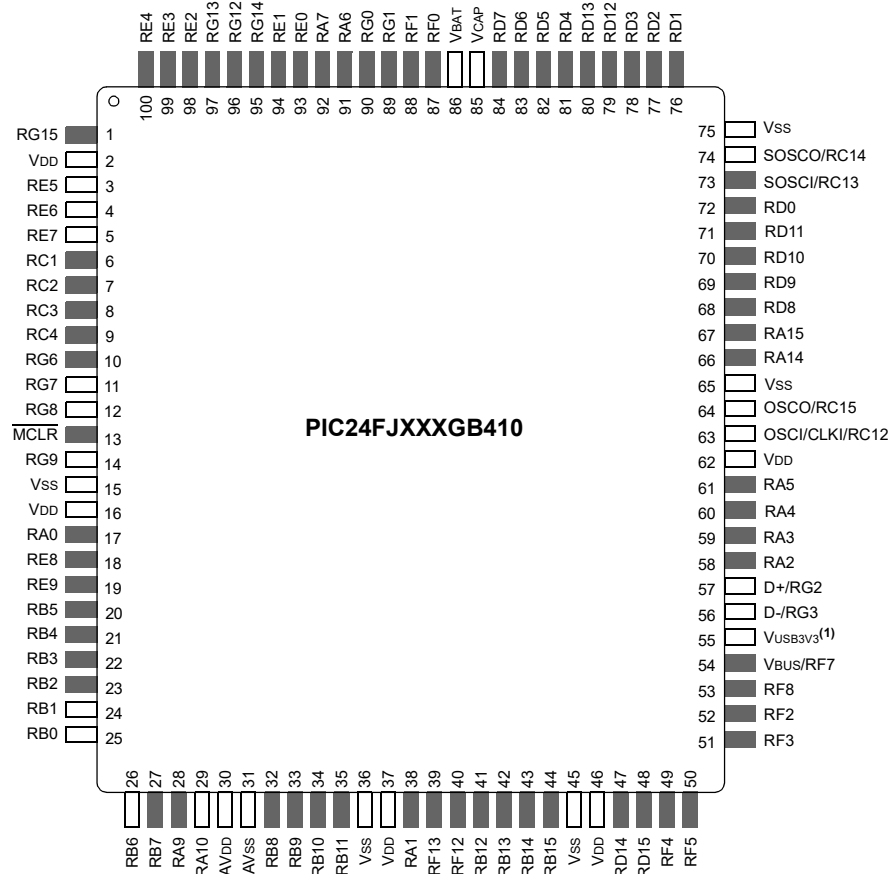 RE4 RE3 RE2 RG13 RG12 RG14 RE1 RE0 RA7 RA6 RG0 RG1 RF1 RF0 VBAT VCAP RD7 RD6 RD5 RD4 RD13 RD12 RD3 RD2 RD1
100 99 98 97 96 95 94 93 92 91 90 89 88 87 86 85 84 83 82 81 80 79 78 77 76
RG15 1
VDD 2
RE5 3
RE6 4
RE7 5
RC1 6
RC2 7
RC3 8
RC4 9
RG6 10
RG7 11
RG8 12
MCLR 13
RG9 14
VSS 15
VDD 16
RA0 17
RE8 18
RE9 19
RB5 20
RB4 21
RB3 22
RB2 23
RB1 24
RB0 25
PIC24FJXXXGB410
75 VSS
74 SOSCO/RC14
73 SOSCI/RC13
72 RD0
71 RD11
70 RD10
69 RD9
68 RD8
67 RA15
66 RA14
65 VSS
64 OSCO/RC15
63 OSCI/CLKI/RC12
62 VDD
61 RA5
60 RA4
59 RA3
58 RA2
57 D+/RG2
56 D-/RG3
55 VUSB3V3(1)
54 VBUS/RF7
53 RF8
52 RF2
51 RF3
26 27 28 29 30 31 32 33 34 35 36 37 38 39 40 41 42 43 44 45 46 47 48 49 50
RB6 RB7 RA9 RA10 AVDD AVSS RB8 RB9 RB10 RB11 VSS VDD RA1 RF13 RF12 RB12 RB13 RB14 RB15 VSS VDD RD14 RD15 RF4 RF5